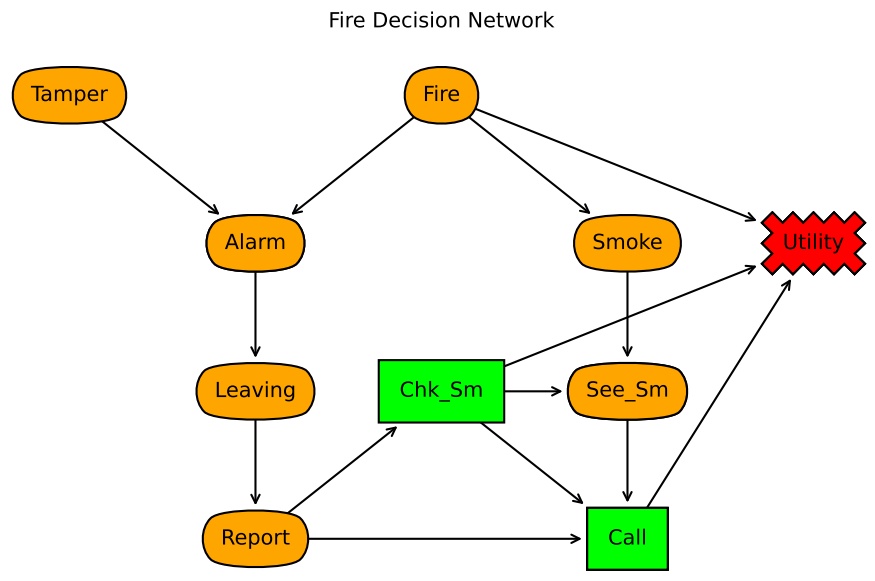 Fire Decision Network
Tamper
Fire
Alarm
Smoke
Utility
Leaving
Chk_Sm
See_Sm
Report
Call